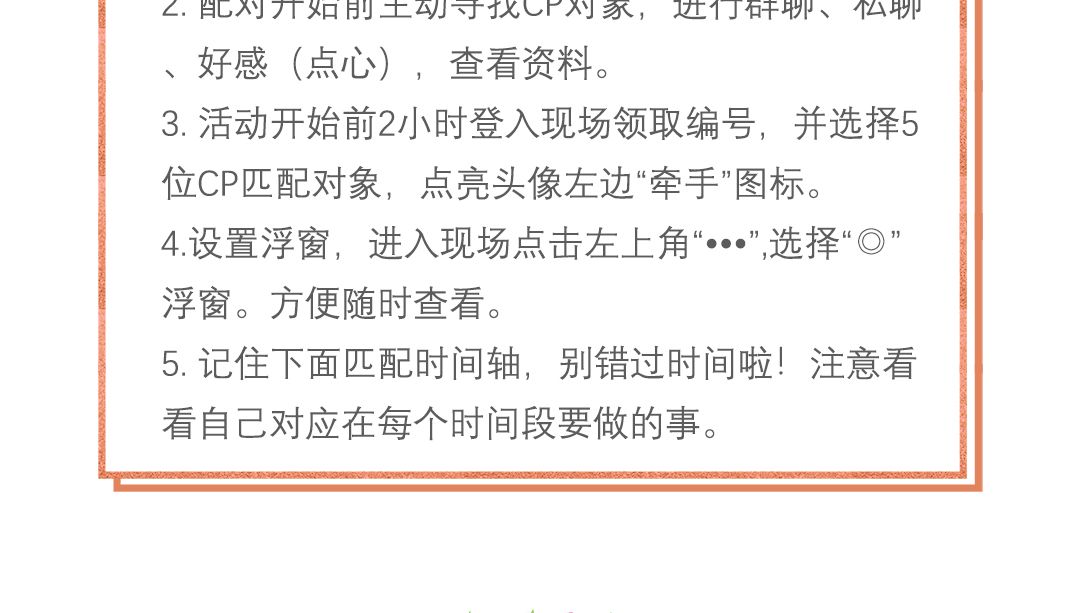 2. 配对开始前主动寻找CP对象，进行群聊、私聊
、好感（点心），查看资料。
3. 活动开始前2小时登入现场领取编号，并选择5
位CP匹配对象，点亮头像左边“牵手”图标。
4.设置浮窗，进入现场点击左上角“•••”,选择“◎”
浮窗。方便随时查看。
5. 记住下面匹配时间轴，别错过时间啦！注意看
看自己对应在每个时间段要做的事。